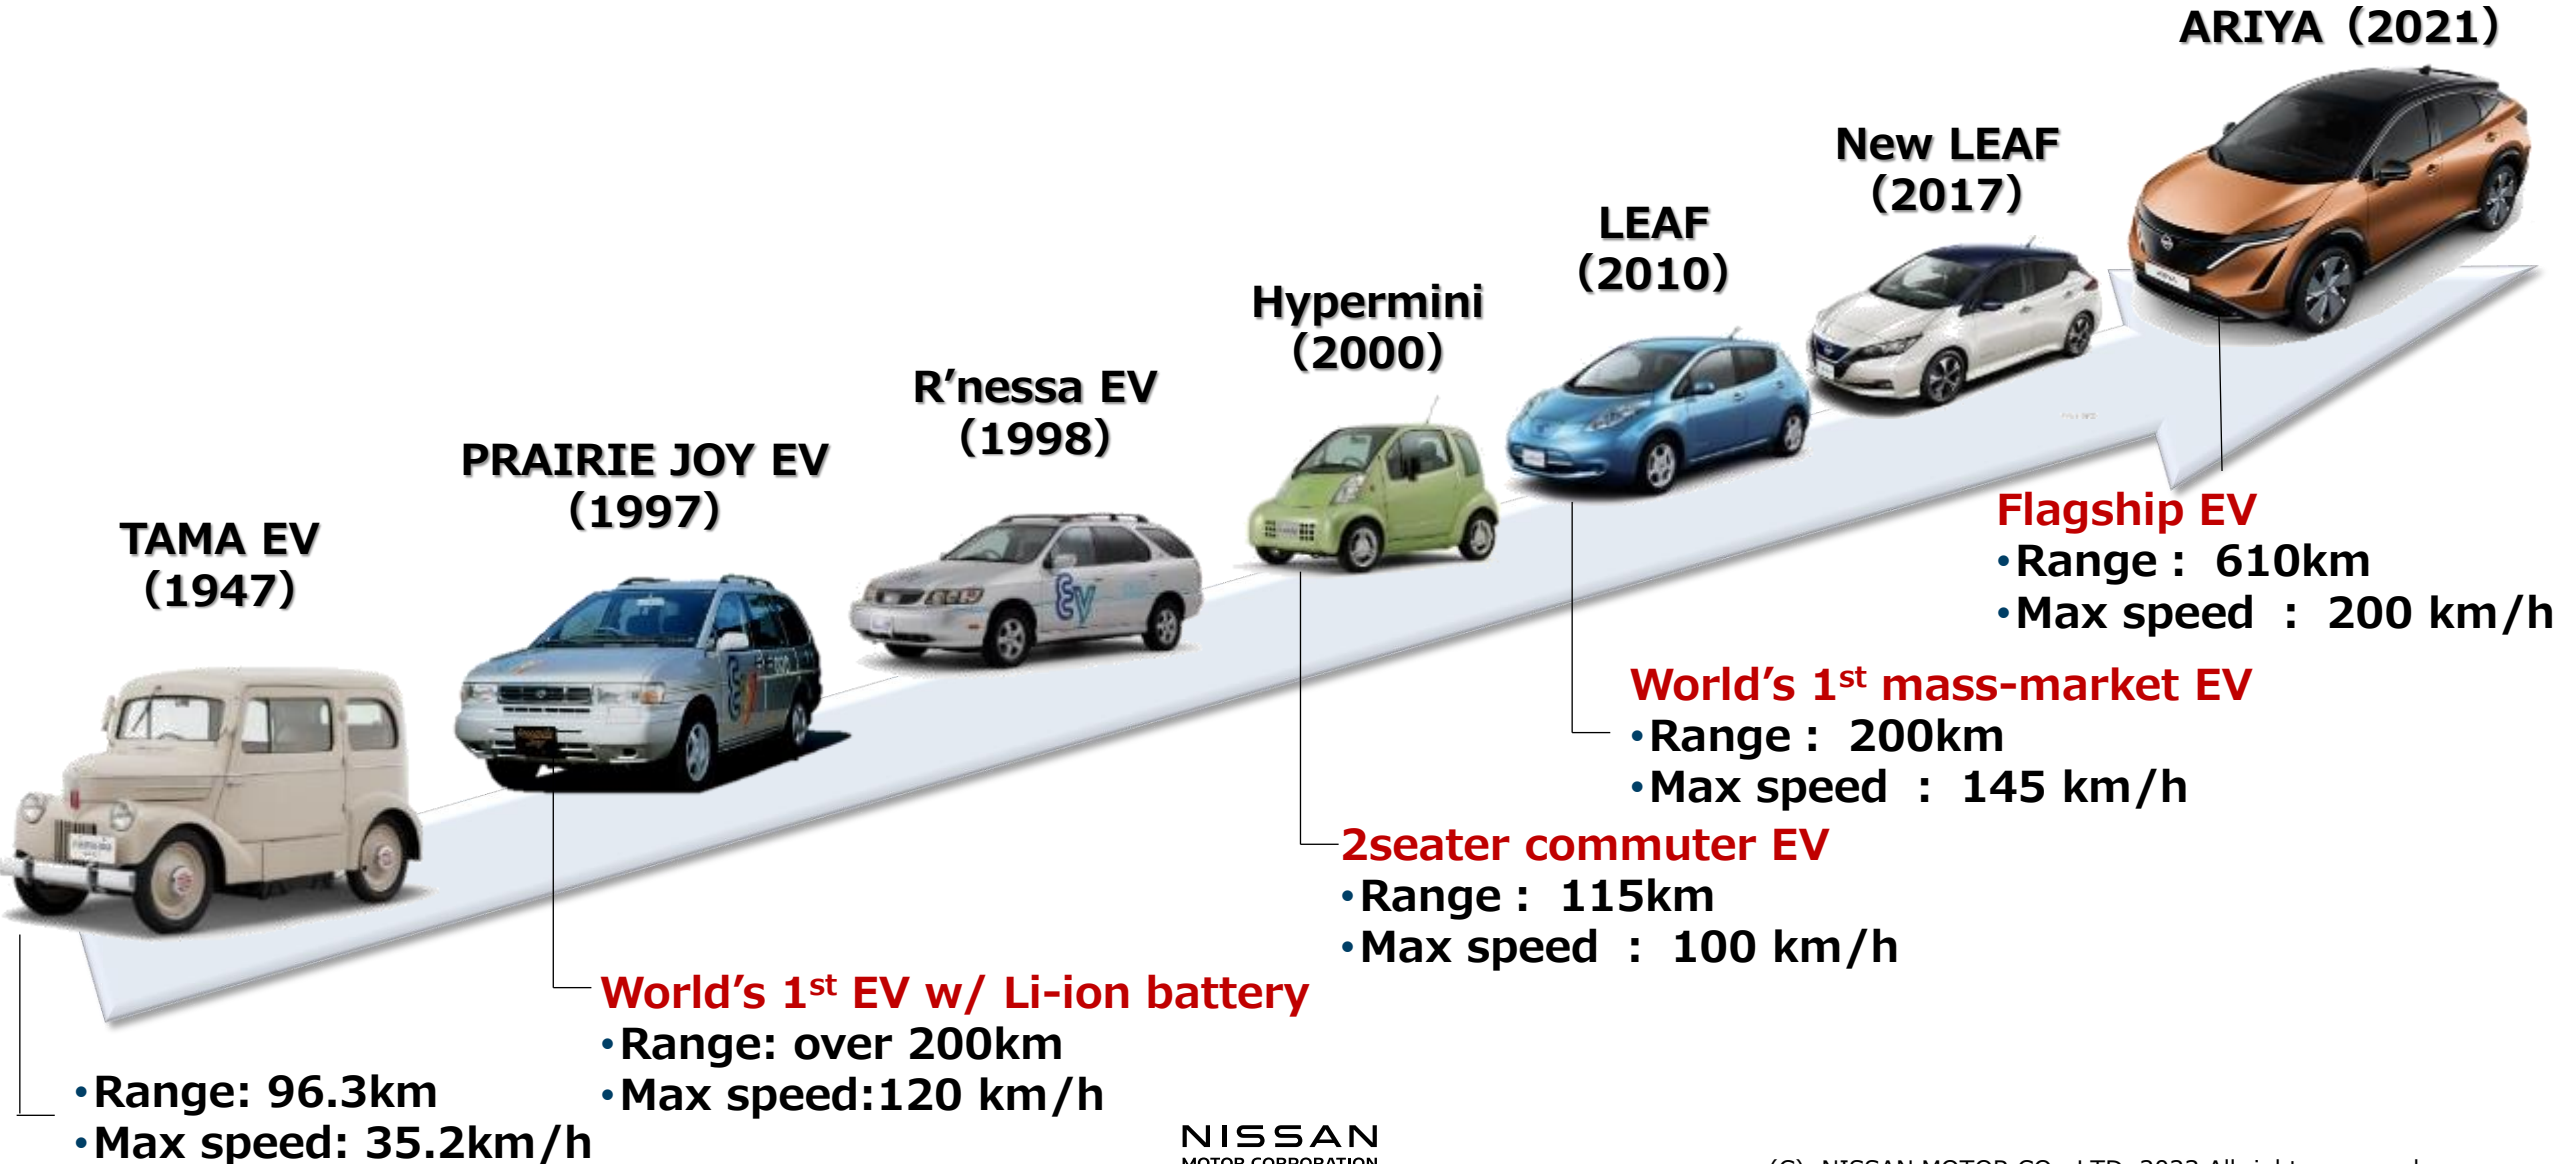 ARIYA（2021）
New LEAF
（2017）
LEAF
（2010）
Hypermini
（2000）
R’nessa EV
（1998）
PRAIRIE JOY EV
（1997）
TAMA EV
（1947）
Flagship EV
•Range： 610km
•Max speed ： 200 km/h
World’s 1st mass-market EV
•Range： 200km
•Max speed ： 145 km/h
2seater commuter EV
•Range： 115km
•Max speed ： 100 km/h
World’s 1st EV w/ Li-ion battery
•Range: over 200km
•Max speed:120 km/h
•Range: 96.3km
•Max speed: 35.2km/h
EV
NISSAN
MOTOR CORPORATION